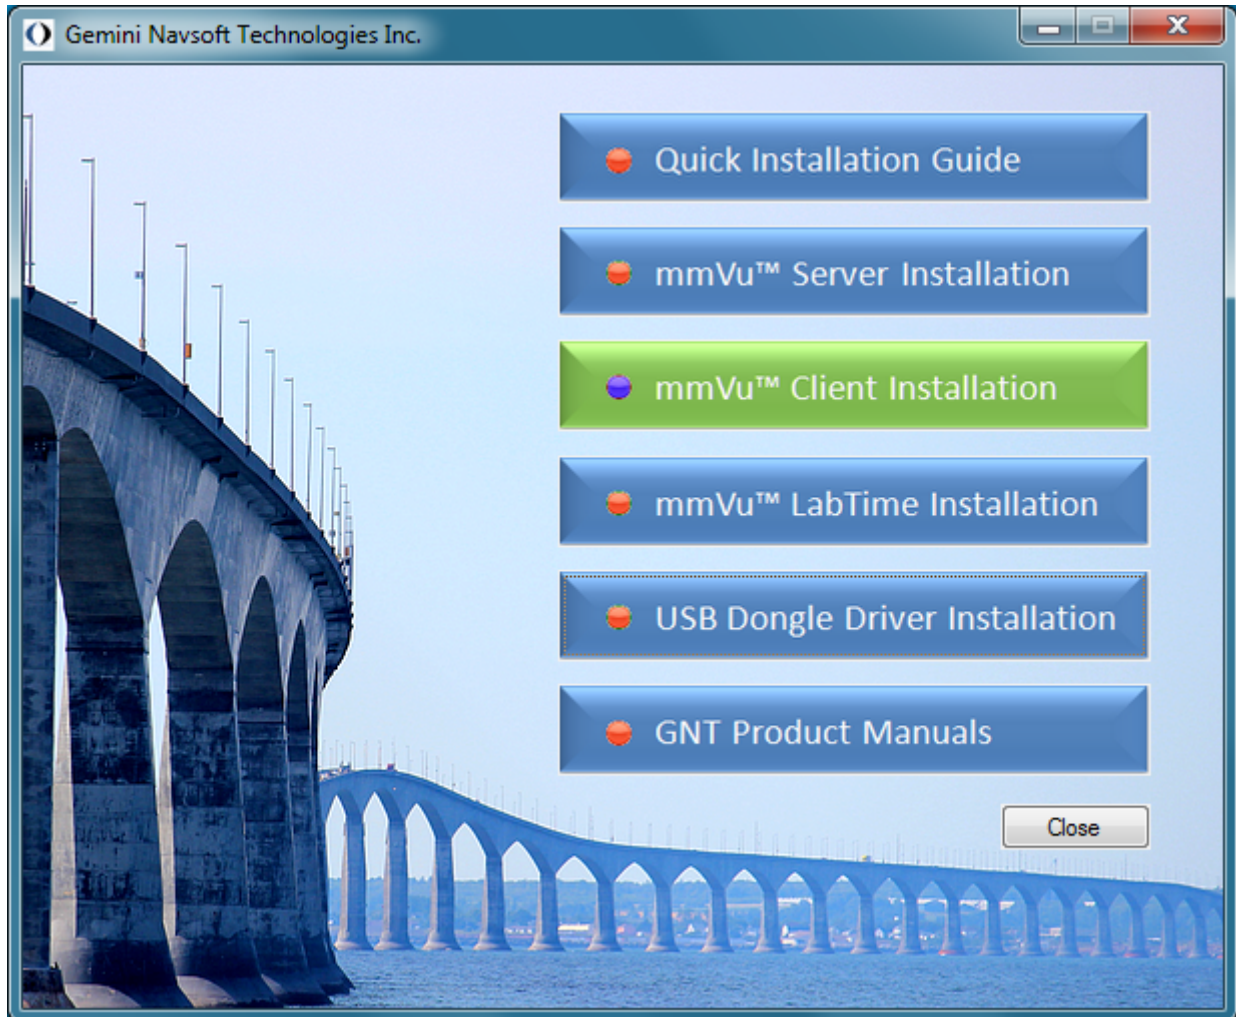 Gemini Navsoft Technologies Inc.
Quick Installation Guide
mmVu™ Server Installation
mmVu™ Client Installation
mmVu™ LabTime Installation
USB Dongle Driver Installation
GNT Product Manuals
Close